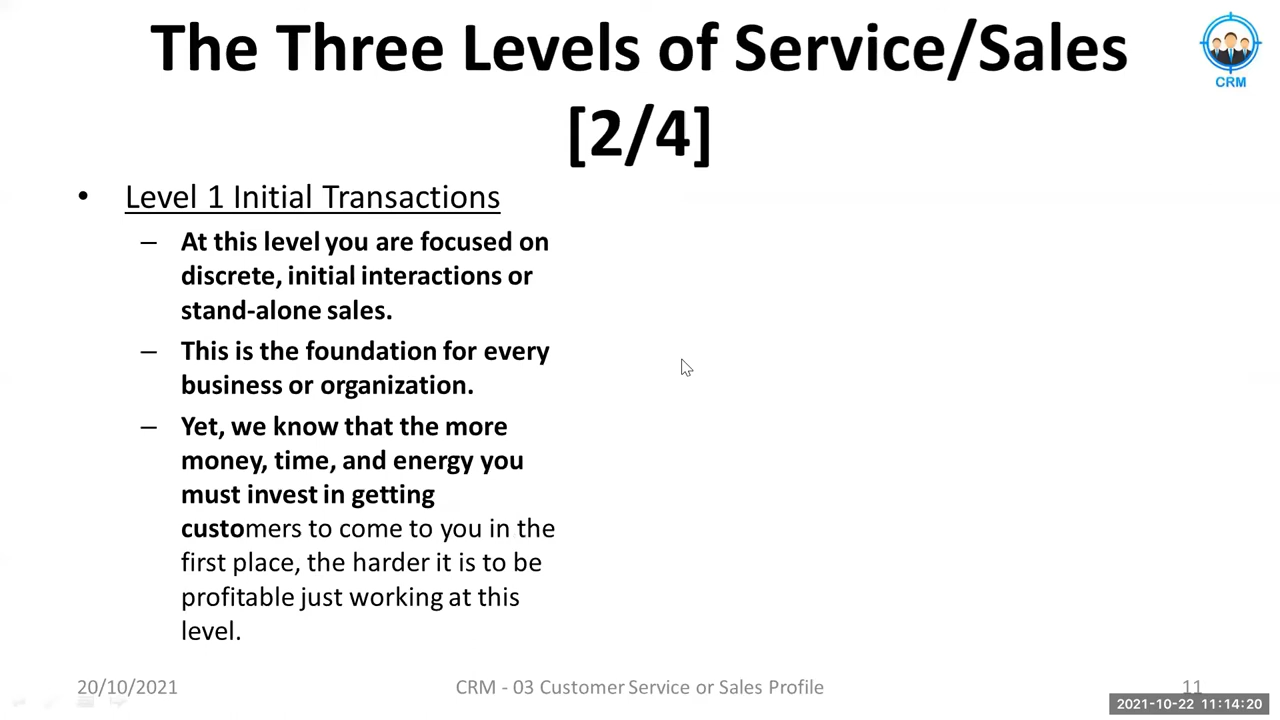 The Three Levels of Service/Sales
[2/4]
CRM
• Level 1 Initial Transactions
– At this level you are focused on
discrete, initial interactions or
stand-alone sales.
– This is the foundation for every
business or organization.
– Yet, we know that the more
money, time, and energy you
must invest in getting
customers to come to you in the
first place, the harder it is to be
profitable just working at this
level.
20/10/2021
CRM - 03 Customer Service or Sales Profile
11
2021-10-22 11:14:20